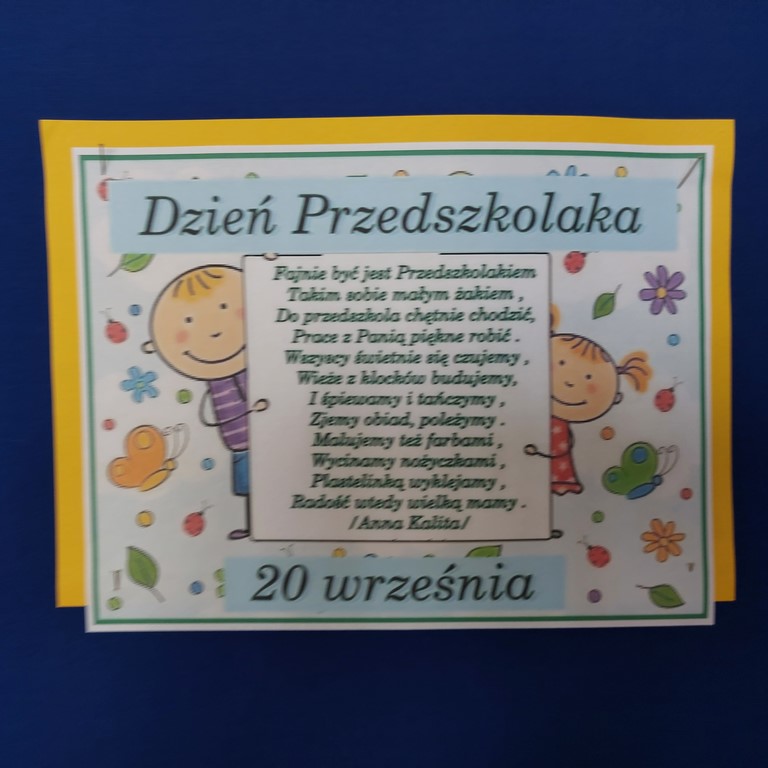 Dzień Przedszkolaka
Fajnie być jest Przedszkolakiem
Takim sobie małym żakiem ,
Do przedszkola chętnie chodzić,
Prace z Panią piękne robić .
Wszyscy świetnie się czujemy ,
Wieże z klocków budujemy,
I śpiewamy i tańczymy ,
Zjemy obiad, poleżymy .
Malujemy też farbami ,
Wycinamy nożyczkami ,
Plasteliną wyklejamy ,
Radość wtedy wielką mamy .
/Anna Kalita/
20 września